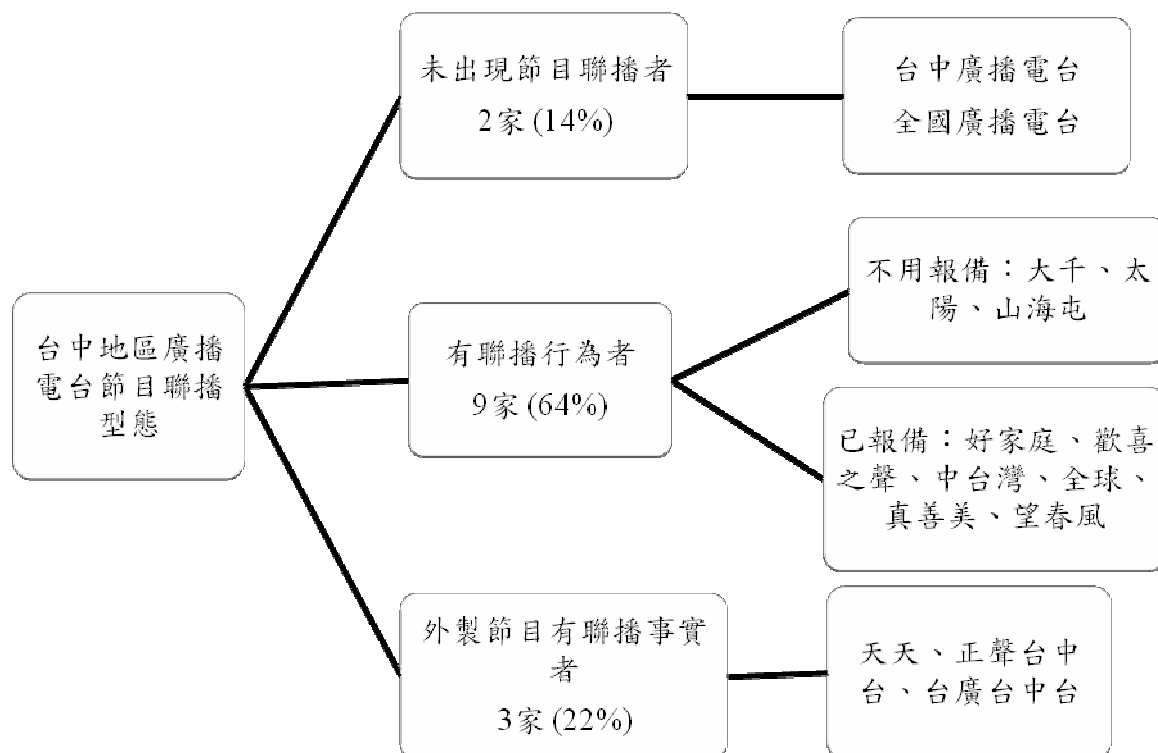 台中地區廣播
電台節目聯播
型態
未出現節目聯播者
2家 (14%)
台中廣播電台
全國廣播電台
有聯播行為者
9家 (64%)
不用報備：大千、太
陽、山海屯
已報備：好家庭、歡喜
之聲、中台灣、全球、
真善美、望春風
外製節目有聯播事實
者
3家 (22%)
天天、正聲台中
台、台廣台中台